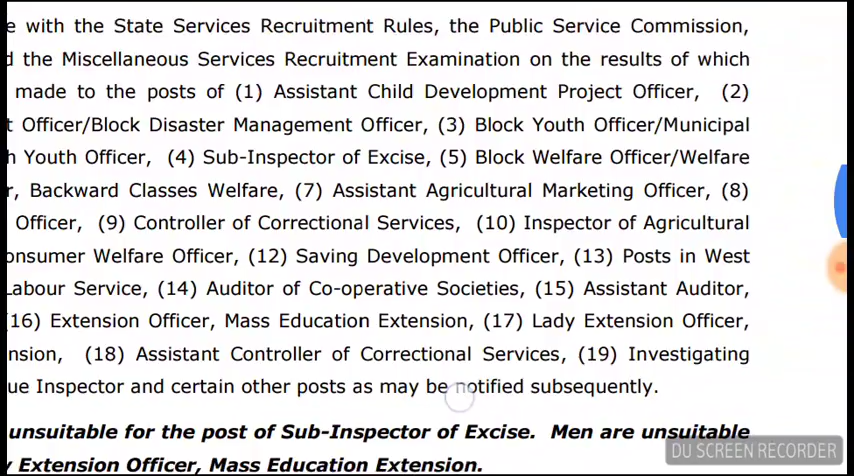 e with the State Services Recruitment Rules, the Public Service Commission,
d the Miscellaneous Services Recruitment Examination on the results of which
made to the posts of (1) Assistant Child Development Project Officer, (2)
t Officer/Block Disaster Management Officer, (3) Block Youth Officer/Municipal
h Youth Officer, (4) Sub-Inspector of Excise, (5) Block Welfare Officer/Welfare
r, Backward Classes Welfare, (7) Assistant Agricultural Marketing Officer, (8)
Officer, (9) Controller of Correctional Services, (10) Inspector of Agricultural
onsumer Welfare Officer, (12) Saving Development Officer, (13) Posts in West
Labour Service, (14) Auditor of Co-operative Societies, (15) Assistant Auditor,
(16) Extension Officer, Mass Education Extension, (17) Lady Extension Officer,
nsion, (18) Assistant Controller of Correctional Services, (19) Investigating
ue Inspector and certain other posts as may be notified subsequently.
unsuitable for the post of Sub-Inspector of Excise. Men are unsuitable
y Extension Officer, Mass Education Extension.
DU SCREEN RECORDER